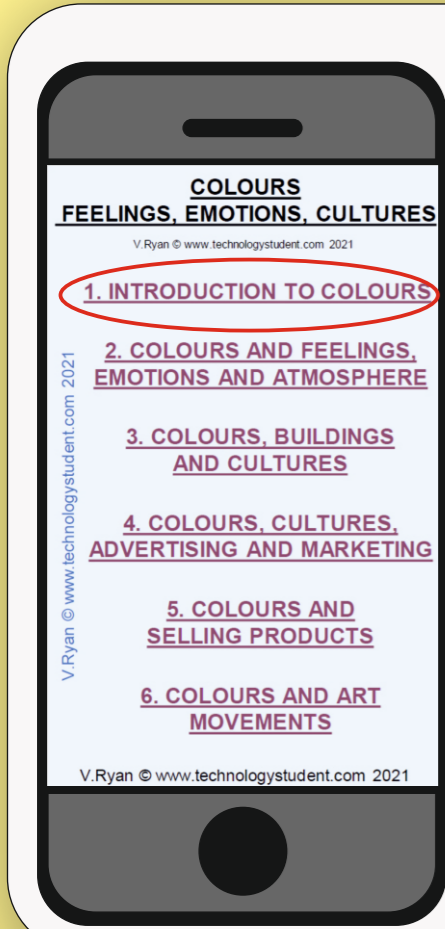 COLOURS
FEELINGS, EMOTIONS, CULTURES
V.Ryan © www.technologystudent.com 2021
1. INTRODUCTION TO COLOURS
2. COLOURS AND FEELINGS,
EMOTIONS AND ATMOSPHERE
3. COLOURS, BUILDINGS
AND CULTURES
4. COLOURS, CULTURES,
ADVERTISING AND MARKETING
5. COLOURS AND
SELLING PRODUCTS
6. COLOURS AND ART
MOVEMENTS
V.Ryan © www.technologystudent.com 2021
V.Ryan © www.technologystudent.com 2021